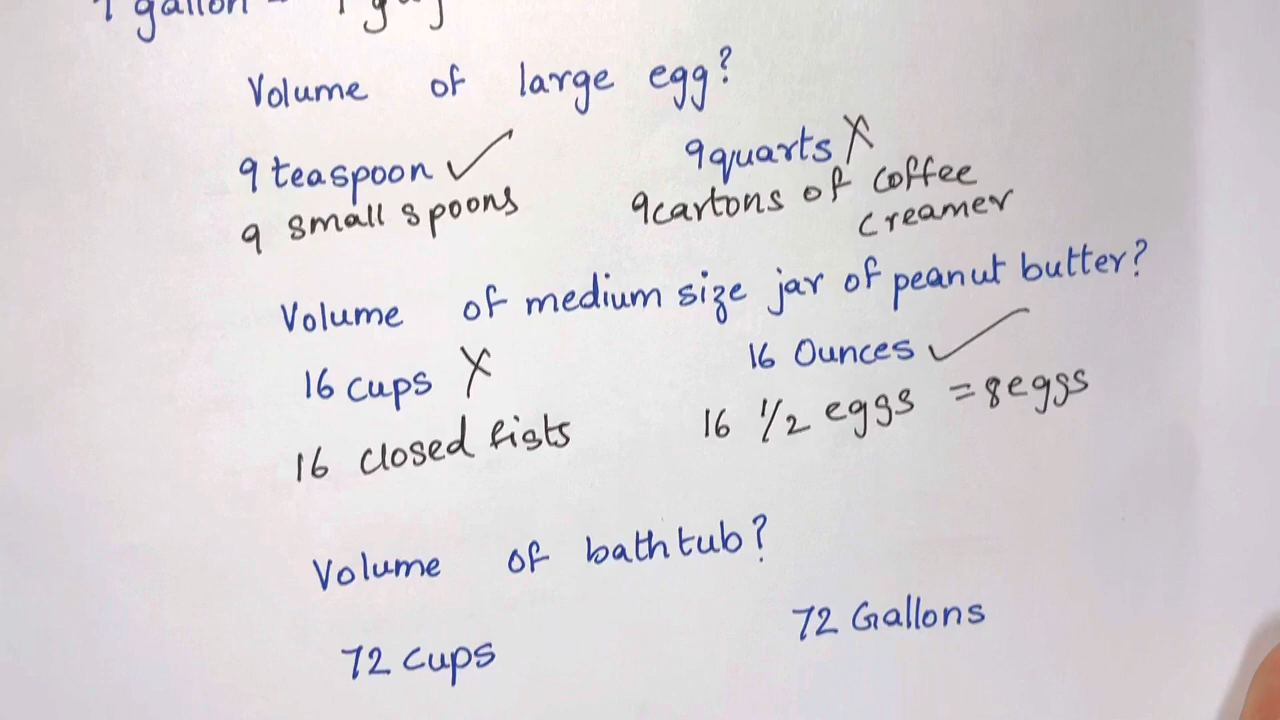 1 gallon
Volume of large egg?
9 teaspoon ✓ 9 quarts X
9 small spoons 9 cartons of coffee
creamer
Volume of medium size jar of peanut butter?
16 cups X 16 Ounces ✓
16 closed fists 16 1/2 eggs = 8 eggs
Volume of bathtub?
72 cups 72 Gallons